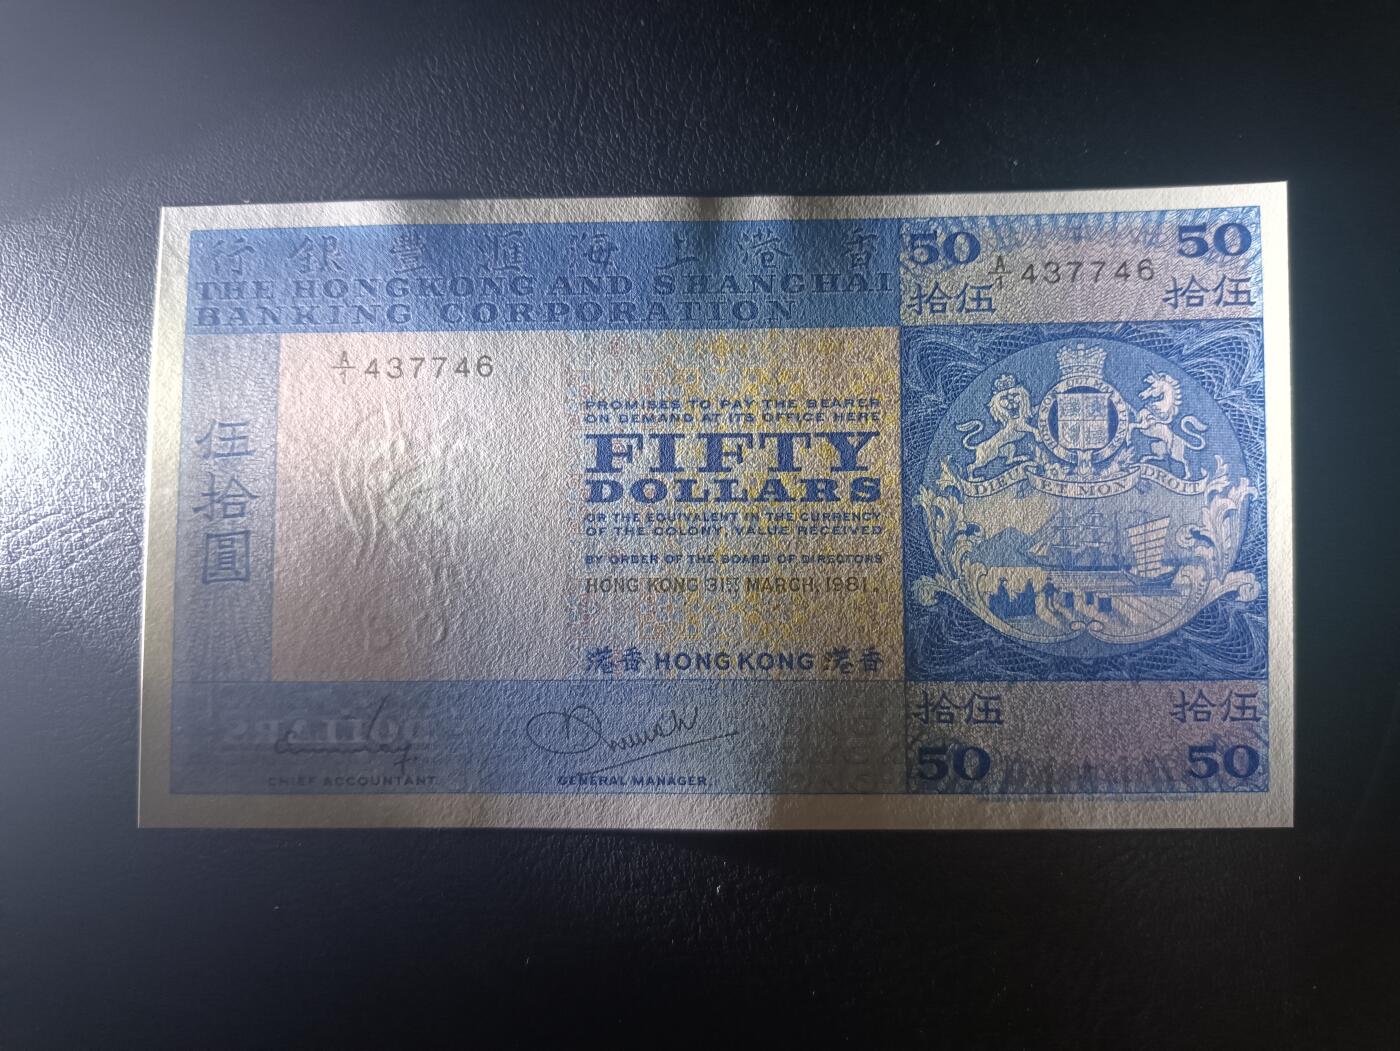 行銀豐滙海上港香
THE HONGKONG AND SHANGHAI
BANKING CORPORATION
50
A/1 437746
50
拾伍
拾伍
A/1 437746
伍拾圓
PROMISES TO PAY THE BEARER
ON DEMAND AT ITS OFFICE HERE
FIFTY
DOLLARS
OR THE EQUIVALENT IN THE CURRENCY
OF THE COLONY, VALUE RECEIVED
BY ORDER OF THE BOARD OF DIRECTORS
HONG KONG 31ST MARCH, 1981.
港香 HONG KONG 港香
DIEU ET MON DROIT
拾伍
拾伍
50
50
CHIEF ACCOUNTANT.
GENERAL MANAGER.